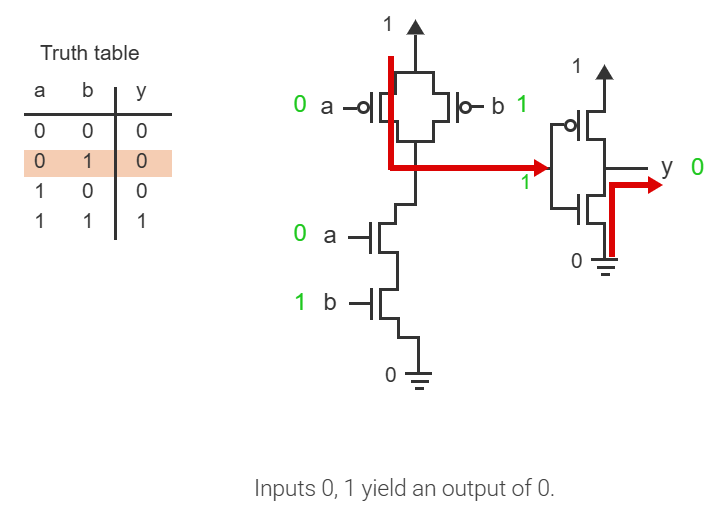 Truth table
a b y
0 0 0
0 1 0
1 0 0
1 1 1
1
0 a
b 1
1
1
y 0
0 a
0
1 b
0
Inputs 0, 1 yield an output of 0.